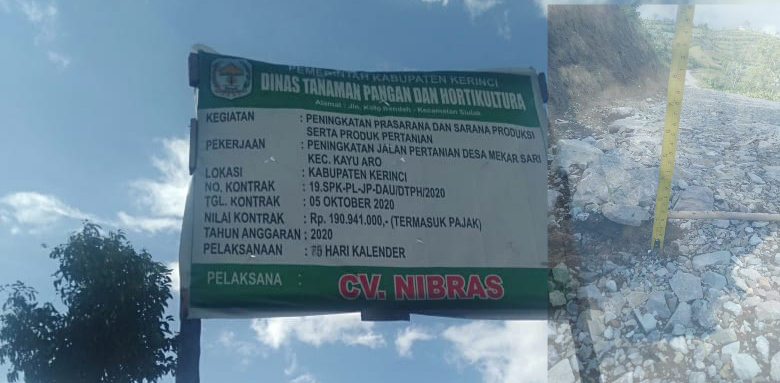 PEMERINTAH KABUPATEN KERINCI
DINAS TANAMAN PANGAN DAN HORTIKULTURA
KEGIATAN : PENINGKATAN PRASARANA DAN SARANA PRODUKSI
SERTA PRODUK PERTANIAN
PEKERJAAN : PENINGKATAN JALAN PERTANIAN DESA MEKAR SARI
KEC. KAYU ARO
LOKASI : KABUPATEN KERINCI
NO. KONTRAK : 19.SPK-PL-JP-DAU/DTPH/2020
TGL. KONTRAK : 05 OKTOBER 2020
NILAI KONTRAK : Rp. 190.941.000,- (TERMASUK PAJAK)
TAHUN ANGGARAN : 2020
PELAKSANAAN : HARI KALENDER
PELAKSANA : CV. NIBRAS